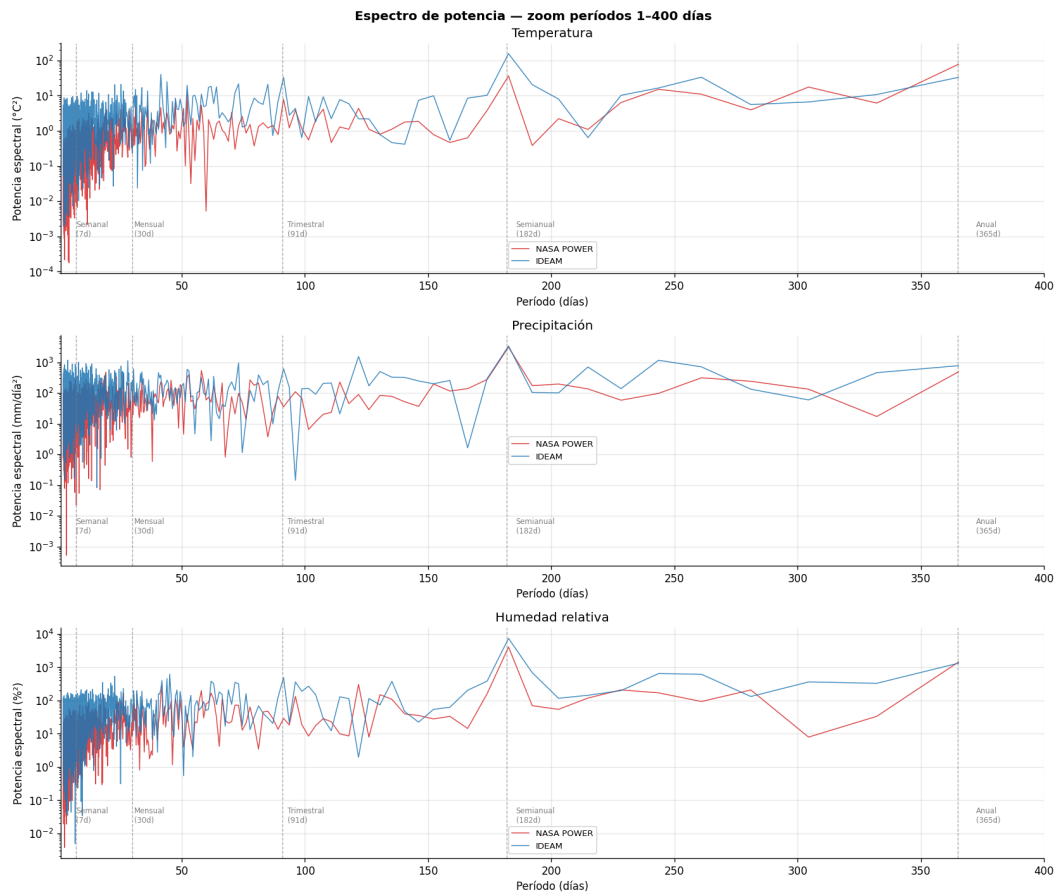 Espectro de potencia — zoom períodos 1–400 días
Temperatura
Potencia espectral (°C²)
10²
10¹
10⁰
10⁻¹
10⁻²
10⁻³
10⁻⁴
Semanal
(7d)
Mensual
(30d)
Trimestral
(91d)
Semianual
(182d)
Anual
(365d)
NASA POWER
IDEAM
50 100 150 200 250 300 350 400
Período (días)
Precipitación
Potencia espectral (mm/día²)
10³
10²
10¹
10⁰
10⁻¹
10⁻²
10⁻³
Semanal
(7d)
Mensual
(30d)
Trimestral
(91d)
Semianual
(182d)
Anual
(365d)
NASA POWER
IDEAM
50 100 150 200 250 300 350 400
Período (días)
Humedad relativa
Potencia espectral (%²)
10⁴
10³
10²
10¹
10⁰
10⁻¹
10⁻²
Semanal
(7d)
Mensual
(30d)
Trimestral
(91d)
Semianual
(182d)
Anual
(365d)
NASA POWER
IDEAM
50 100 150 200 250 300 350 400
Período (días)